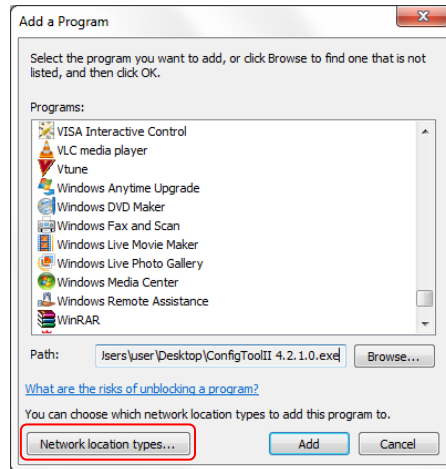 Add a Program
Select the program you want to add, or click Browse to find one that is not
listed, and then click OK.
Programs:
VISA Interactive Control
VLC media player
Vtune
Windows Anytime Upgrade
Windows DVD Maker
Windows Fax and Scan
Windows Live Movie Maker
Windows Live Photo Gallery
Windows Media Center
Windows Remote Assistance
WinRAR
Path: Jsers\user\Desktop\ConfigToolII 4.2.1.0.exe Browse...
What are the risks of unblocking a program?
You can choose which network location types to add this program to.
Network location types... Add Cancel